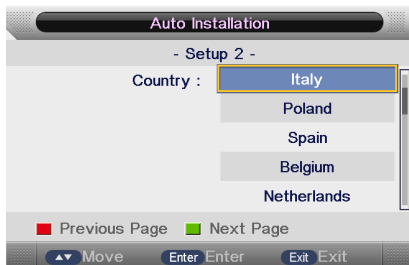 Auto Installation
- Setup 2 -
Country : Italy
Poland
Spain
Belgium
Netherlands
Previous Page Next Page
Move Enter Enter Exit Exit